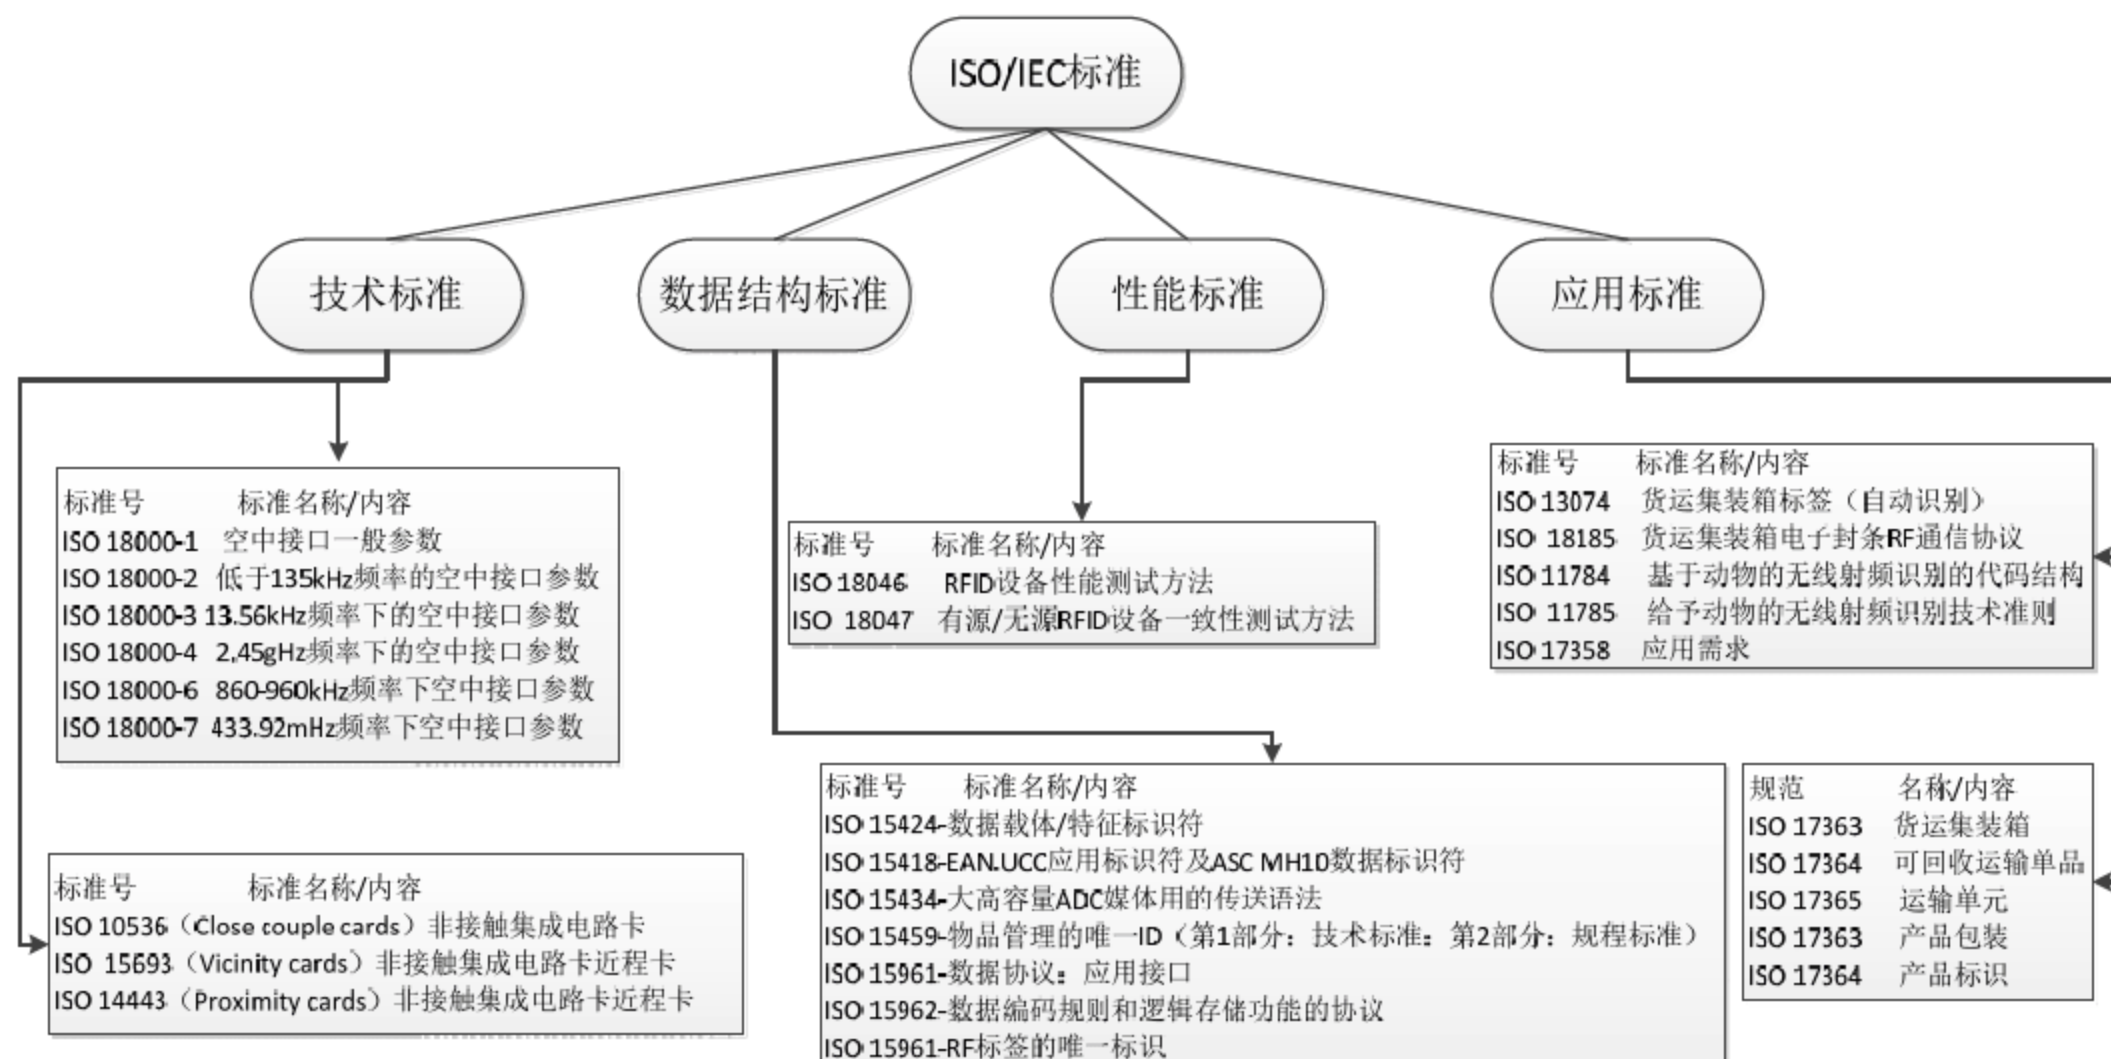 ISO/IEC标准
技术标准
数据结构标准
性能标准
应用标准
标准号 标准名称/内容
ISO 18000-1 空中接口一般参数
ISO 18000-2 低于135kHz频率的空中接口参数
ISO 18000-3 13.56kHz频率下的空中接口参数
ISO 18000-4 2.45gHz频率下的空中接口参数
ISO 18000-6 860-960kHz频率下空中接口参数
ISO 18000-7 433.92mHz频率下空中接口参数
标准号 标准名称/内容
ISO 10536（Close couple cards）非接触集成电路卡
ISO 15693（Vicinity cards）非接触集成电路卡近程卡
ISO 14443（Proximity cards）非接触集成电路卡近程卡
标准号 标准名称/内容
ISO 18046 RFID设备性能测试方法
ISO 18047 有源/无源RFID设备一致性测试方法
标准号 标准名称/内容
ISO 15424-数据载体/特征标识符
ISO 15418-EAN.UCC应用标识符及ASC MH10数据标识符
ISO 15434-大高容量ADC媒体用的传送语法
ISO 15459-物品管理的唯一ID（第1部分：技术标准：第2部分：规程标准）
ISO 15961-数据协议：应用接口
ISO 15962-数据编码规则和逻辑存储功能的协议
ISO 15961-RF标签的唯一标识
标准号 标准名称/内容
ISO 13074 货运集装箱标签（自动识别）
ISO 18185 货运集装箱电子封条RF通信协议
ISO 11784 基于动物的无线射频识别的代码结构
ISO 11785 给予动物的无线射频识别技术准则
ISO 17358 应用需求
规范 名称/内容
ISO 17363 货运集装箱
ISO 17364 可回收运输单品
ISO 17365 运输单元
ISO 17363 产品包装
ISO 17364 产品标识